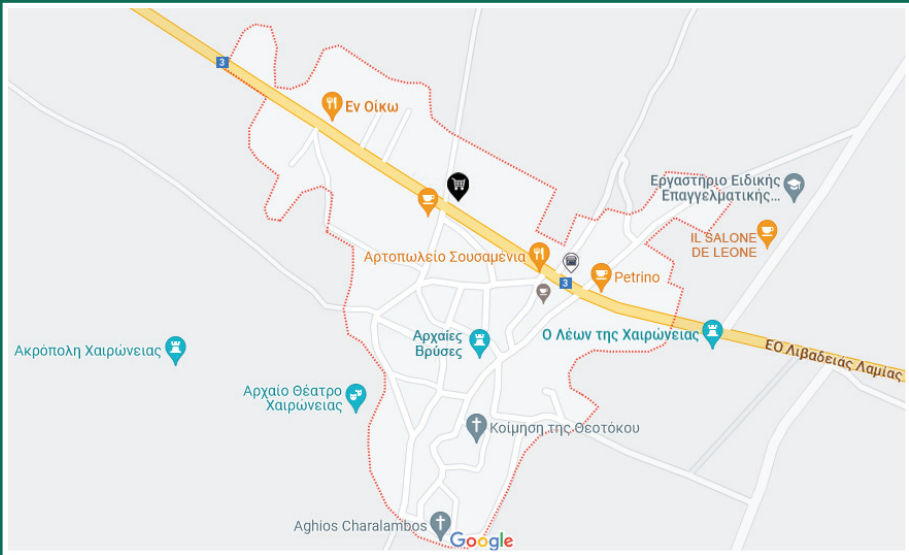 3
Εν Οίκω
Εργαστηριο Ειδικής
Επαγγελματικής...
IL SALONE
DE LEONE
Αρτοπωλείο Σουσαμένια
Petrino
3
Αρχαίες
Βρύσες
Ο Λέων της Χαιρώνειας
ΕΟ Λιβαδειάς Λαμίας
Ακρόπολη Χαιρώνειας
Αρχαίο Θέατρο
Χαιρώνειας
Κοίμηση της Θεοτόκου
Aghios Charalambos
Google